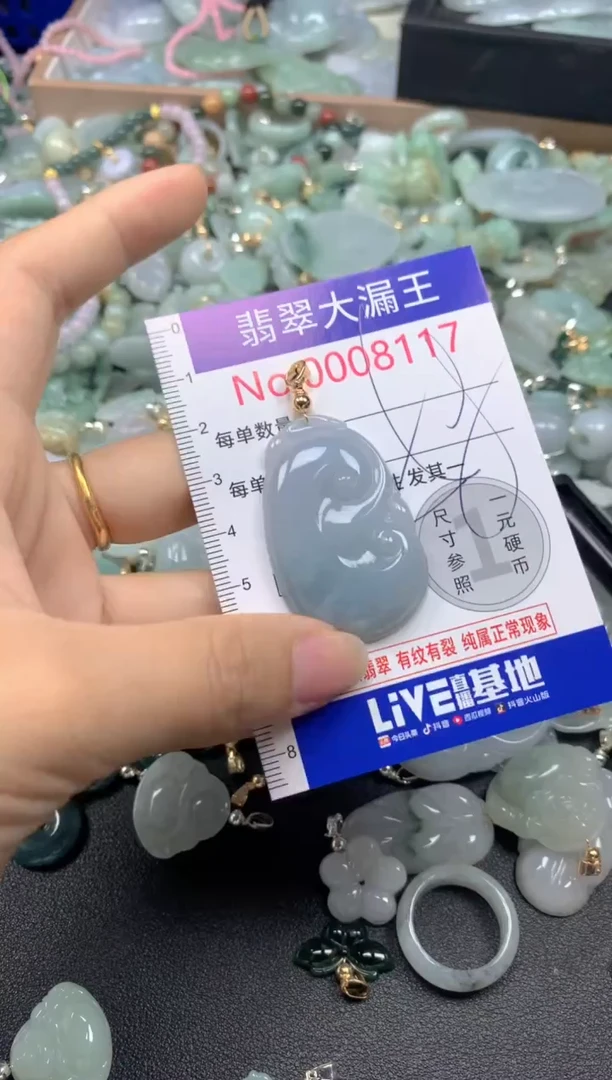 0
翡翠大漏王
1
No.0008117
2
每单数量
3
每单
发其一
4
尺寸参照
1
一元硬币
5
翡翠 有纹有裂 纯属正常现象
LiVE直播基地
8
今日头条 抖音 西瓜视频 抖音火山版